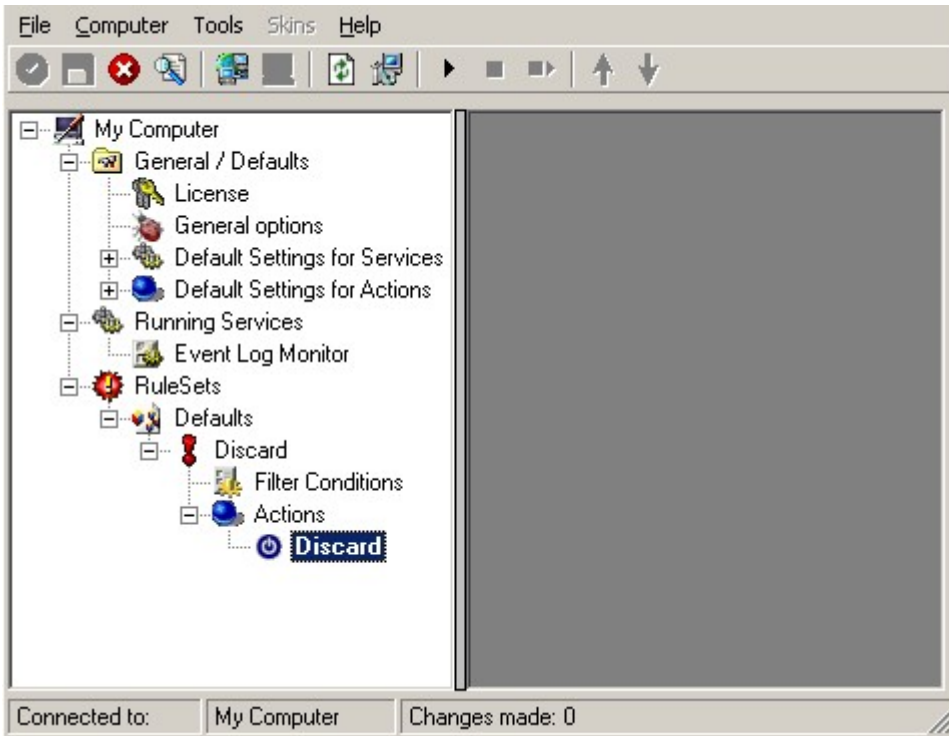 File Computer Tools Skins Help
My Computer
General / Defaults
License
General options
Default Settings for Services
Default Settings for Actions
Running Services
Event Log Monitor
RuleSets
Defaults
Discard
Filter Conditions
Actions
Discard
Connected to: My Computer Changes made: 0